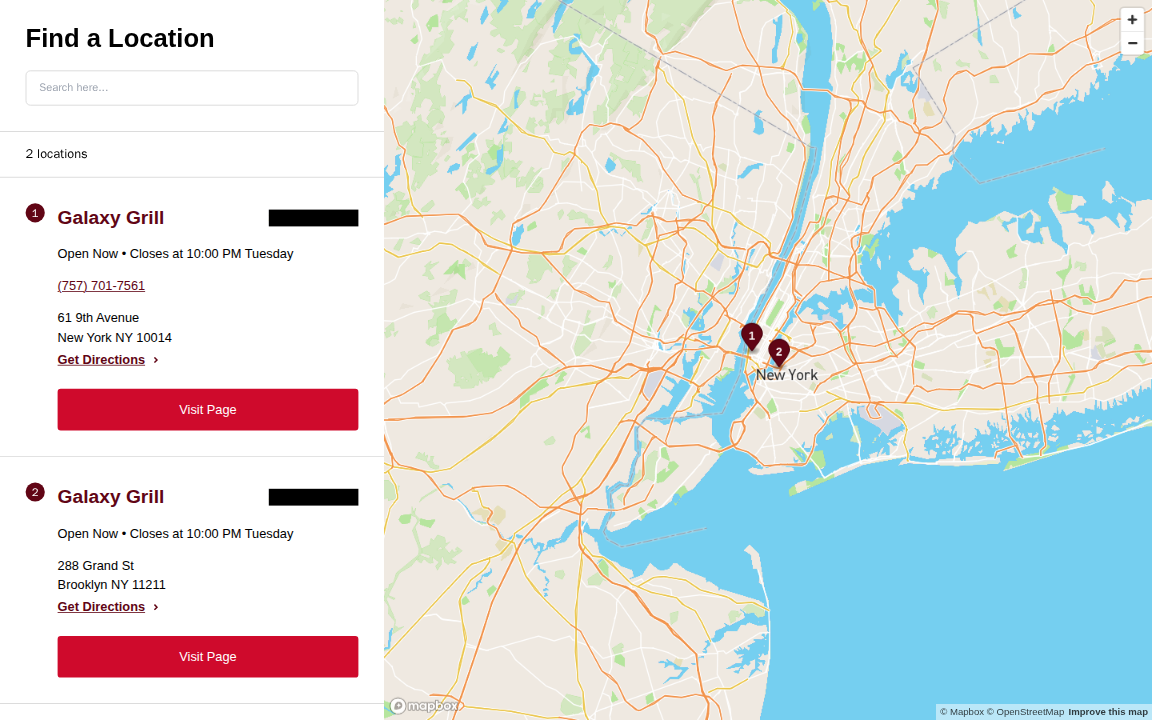 Find a Location
Search here...
2 locations
1
Galaxy Grill
Open Now • Closes at 10:00 PM Tuesday
(757) 701-7561
61 9th Avenue
New York NY 10014
Get Directions
Visit Page
2
Galaxy Grill
Open Now • Closes at 10:00 PM Tuesday
288 Grand St
Brooklyn NY 11211
Get Directions
Visit Page
+
−
1
2
New York
mapbox
© Mapbox © OpenStreetMap Improve this map